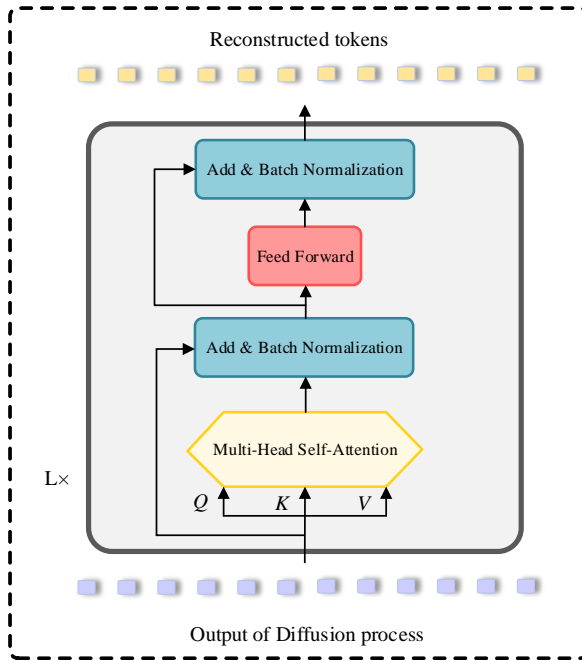 Reconstructed tokens
Add & Batch Normalization
Feed Forward
Add & Batch Normalization
Multi-Head Self-Attention
L×
Q K V
Output of Diffusion process